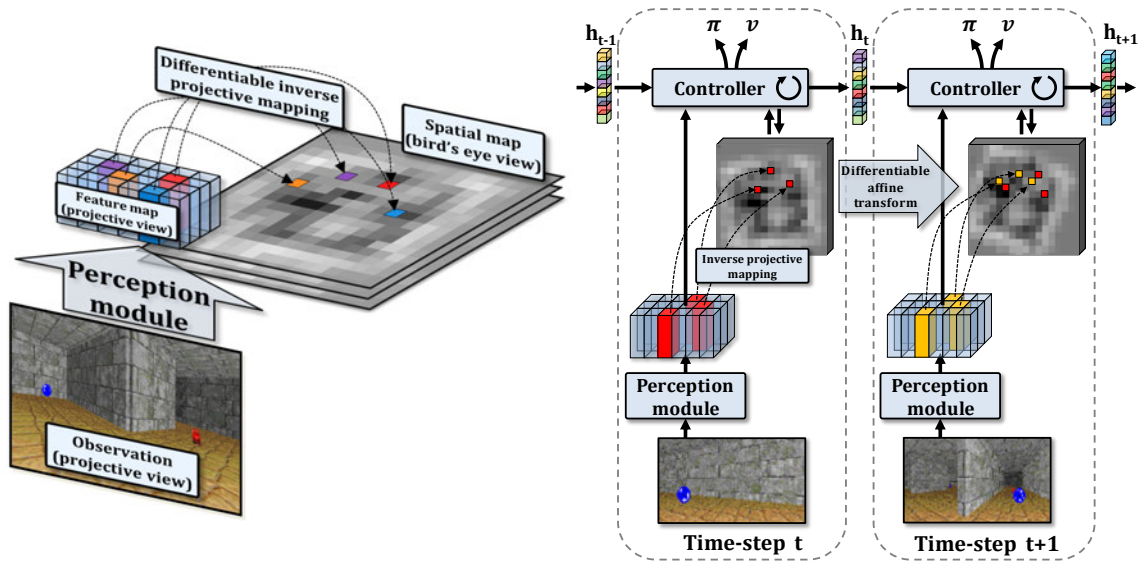 Differentiable inverse
projective mapping
Spatial map
(bird's eye view)
Feature map
(projective view)
Perception
module
Observation
(projective view)
h_{t-1}
π
v
h_t
π
v
h_{t+1}
Controller
Controller
Differentiable
affine
transform
Inverse projective
mapping
Perception
module
Perception
module
Time-step t
Time-step t+1